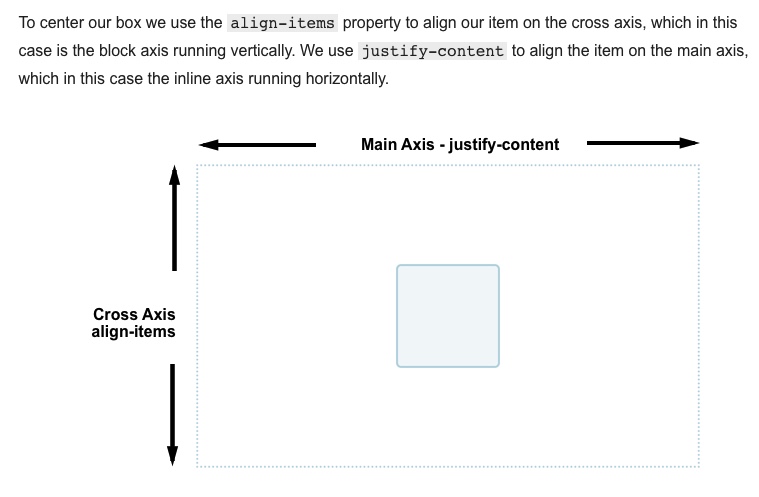 To center our box we use the align-items property to align our item on the cross axis, which in this
case is the block axis running vertically. We use justify-content to align the item on the main axis,
which in this case the inline axis running horizontally.
Main Axis - justify-content
Cross Axis
align-items